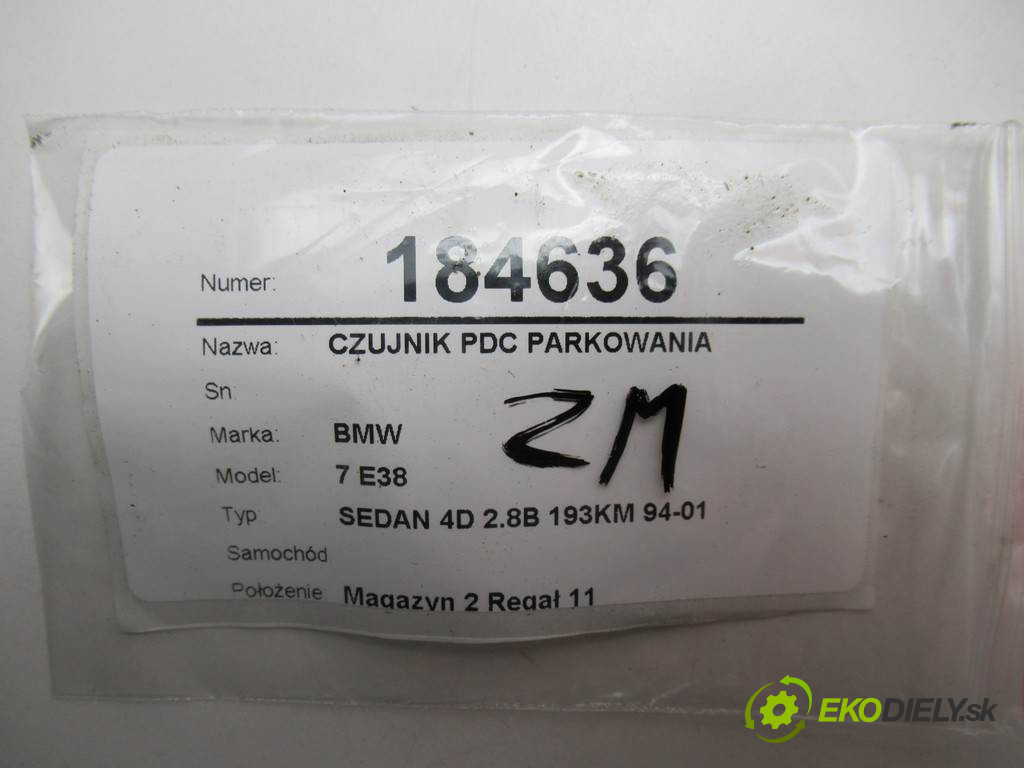 Numer: 184636
Nazwa: CZUJNIK PDC PARKOWANIA
Sn
Marka: BMW
ZM
Model: 7 E38
Typ SEDAN 4D 2.8B 193KM 94-01
Samochód
Położenie Magazyn 2 Regał 11
EKODIELY.sk